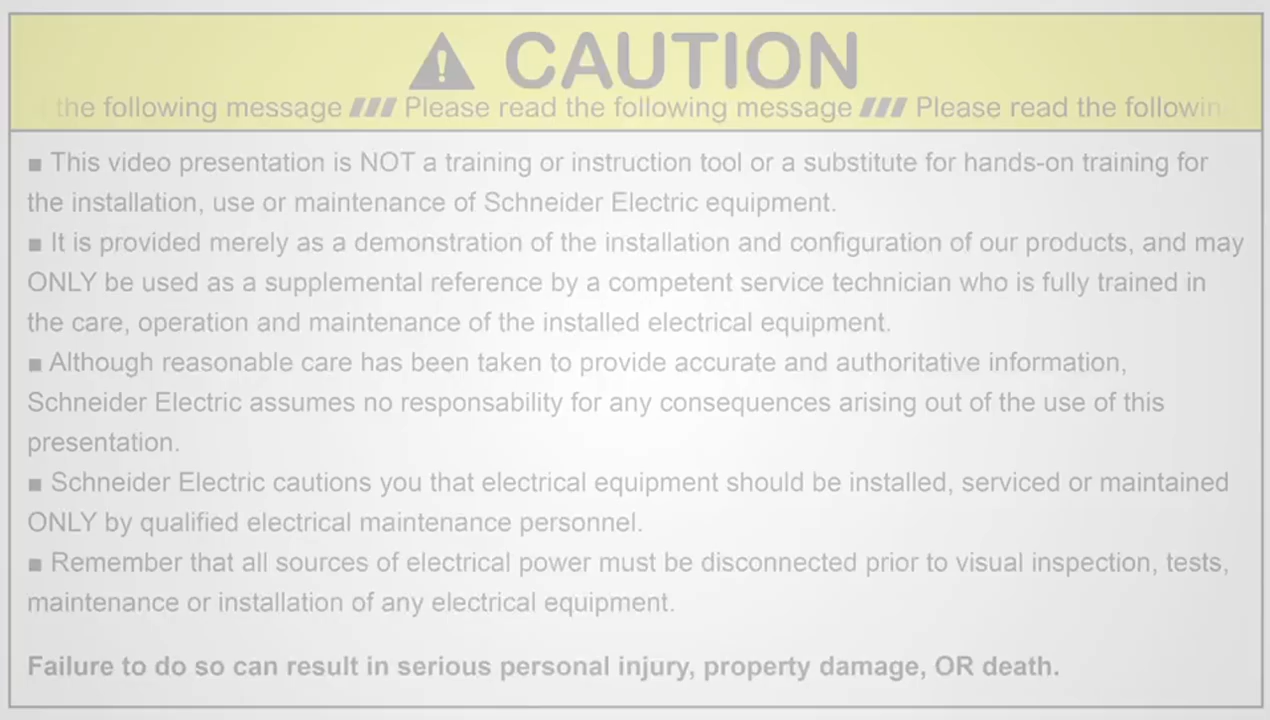 CAUTION
the following message Please read the following message Please read the followin
■ This video presentation is NOT a training or instruction tool or a substitute for hands-on training for
the installation, use or maintenance of Schneider Electric equipment.
■ It is provided merely as a demonstration of the installation and configuration of our products, and may
ONLY be used as a supplemental reference by a competent service technician who is fully trained in
the care, operation and maintenance of the installed electrical equipment.
■ Although reasonable care has been taken to provide accurate and authoritative information,
Schneider Electric assumes no responsability for any consequences arising out of the use of this
presentation.
■ Schneider Electric cautions you that electrical equipment should be installed, serviced or maintained
ONLY by qualified electrical maintenance personnel.
■ Remember that all sources of electrical power must be disconnected prior to visual inspection, tests,
maintenance or installation of any electrical equipment.
Failure to do so can result in serious personal injury, property damage, OR death.